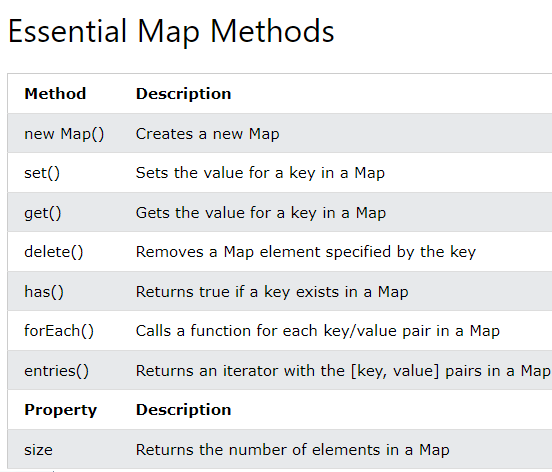 Essential Map Methods
Method Description
new Map() Creates a new Map
set() Sets the value for a key in a Map
get() Gets the value for a key in a Map
delete() Removes a Map element specified by the key
has() Returns true if a key exists in a Map
forEach() Calls a function for each key/value pair in a Map
entries() Returns an iterator with the [key, value] pairs in a Map
Property Description
size Returns the number of elements in a Map